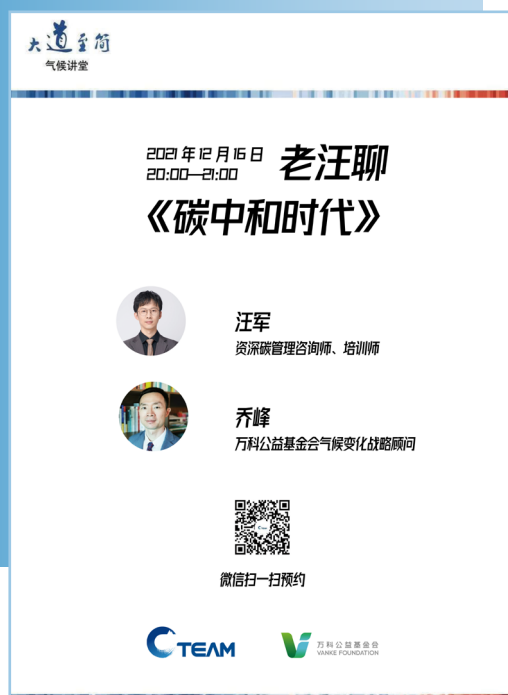 大道至简
气候讲堂
2021年12月16日
20:00—21:00
老汪聊
《碳中和时代》
汪军
资深碳管理咨询师、培训师
乔峰
万科公益基金会气候变化战略顾问
微信扫一扫预约
CTEAM
万科公益基金会
VANKE FOUNDATION